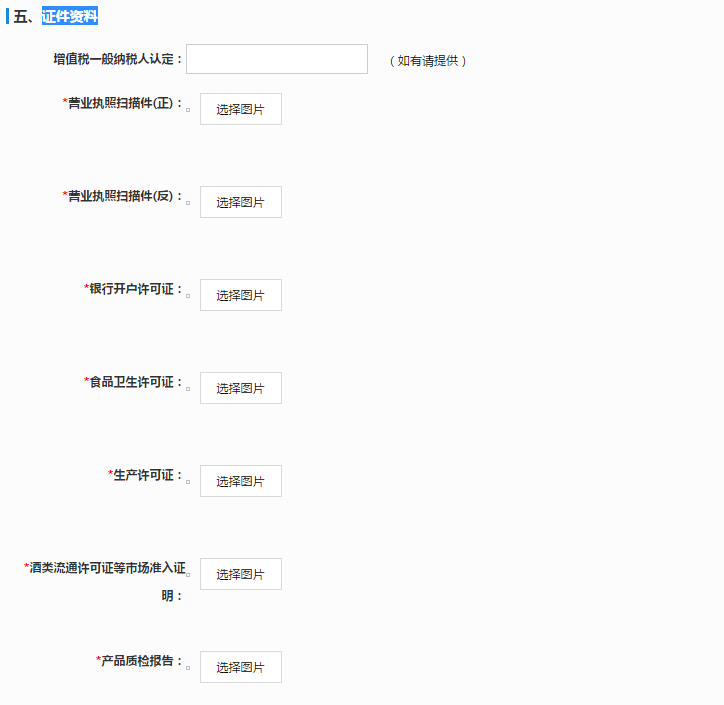 五、证件资料
增值税一般纳税人认定： （如有请提供）
*营业执照扫描件(正)： 选择图片
*营业执照扫描件(反)： 选择图片
*银行开户许可证： 选择图片
*食品卫生许可证： 选择图片
*生产许可证： 选择图片
*酒类流通许可证等市场准入证 选择图片
明：
*产品质检报告： 选择图片